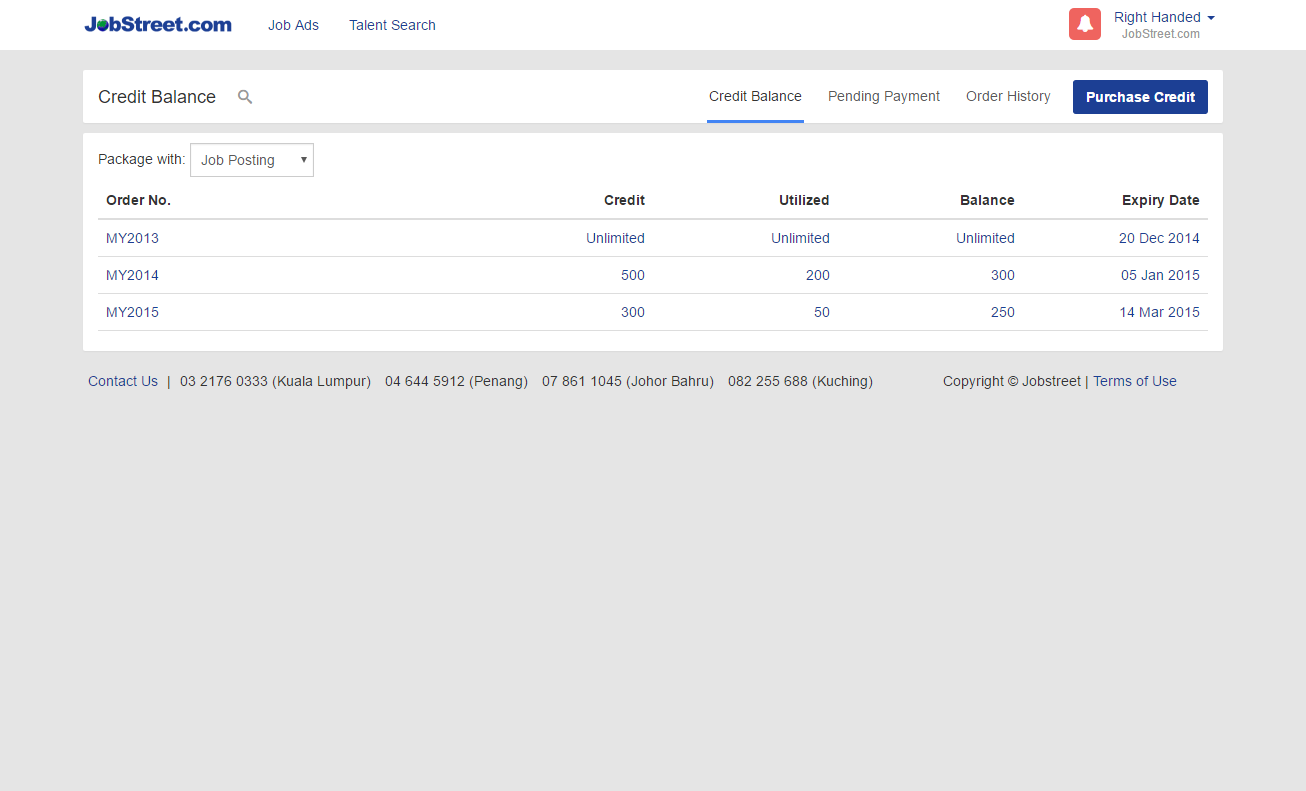 JobStreet.com Job Ads Talent Search Right Handed
JobStreet.com
Credit Balance Credit Balance Pending Payment Order History Purchase Credit
Package with: Job Posting
Order No. Credit Utilized Balance Expiry Date
MY2013 Unlimited Unlimited Unlimited 20 Dec 2014
MY2014 500 200 300 05 Jan 2015
MY2015 300 50 250 14 Mar 2015
Contact Us | 03 2176 0333 (Kuala Lumpur) 04 644 5912 (Penang) 07 861 1045 (Johor Bahru) 082 255 688 (Kuching) Copyright © Jobstreet | Terms of Use